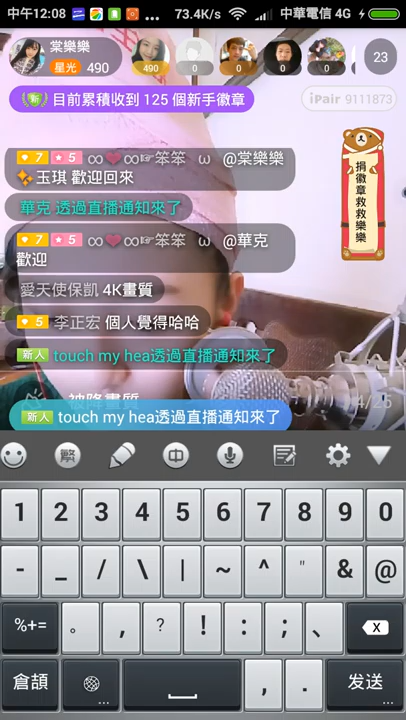 中午12:08 ... 73.4K/s 中華電信 4G
棠樂樂
星光 490
490 0 0 0 0 23
新 目前累積收到 125 個新手徽章
iPair 9111873
捐徽章救救樂樂
7 5 ∞❤∞☞笨笨 ω @棠樂樂
✨玉琪 歡迎回來
華克 透過直播通知來了
7 5 ∞❤∞☞笨笨 ω @華克
歡迎
愛天使保凱 4K畫質
5 李正宏 個人覺得哈哈
新人 touch my hea透過直播通知來了
被降畫質
新人 touch my hea透過直播通知來了
繁 中
1 2 3 4 5 6 7 8 9 0
- _ / \ | ~ ^ " & @
%+= 。 , ? ! : ; 、 X
倉頡 ... , . 发送 ...